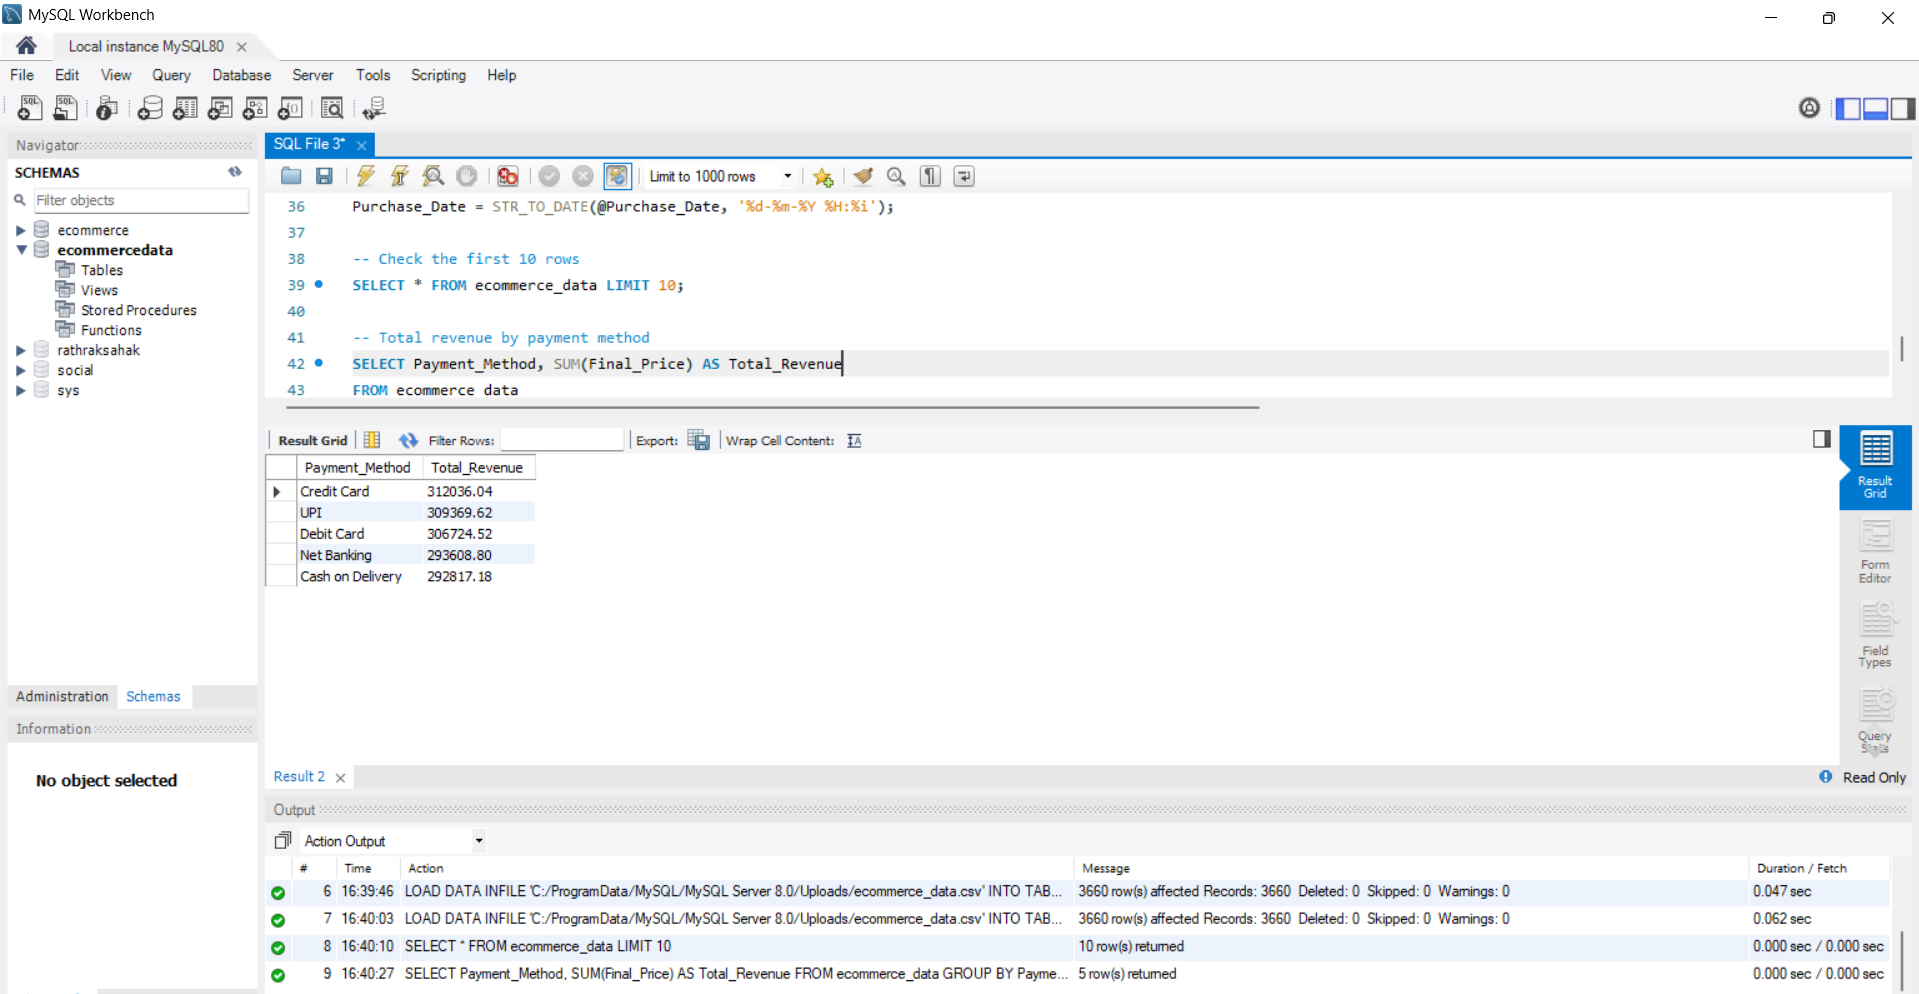 MySQL Workbench
Local instance MySQL80
File Edit View Query Database Server Tools Scripting Help
Navigator
SCHEMAS
Filter objects
ecommerce
ecommercedata
Tables
Views
Stored Procedures
Functions
rathraksahak
social
sys
Administration Schemas
Information
No object selected
SQL File 3*
Limit to 1000 rows
36 Purchase_Date = STR_TO_DATE(@Purchase_Date, '%d-%m-%Y %H:%i');
37
38 -- Check the first 10 rows
39 SELECT * FROM ecommerce_data LIMIT 10;
40
41 -- Total revenue by payment method
42 SELECT Payment_Method, SUM(Final_Price) AS Total_Revenue
43 FROM ecommerce data
Result Grid Filter Rows: Export: Wrap Cell Content:
Payment_Method Total_Revenue
Credit Card 312036.04
UPI 309369.62
Debit Card 306724.52
Net Banking 293608.80
Cash on Delivery 292817.18
Result Grid
Form Editor
Field Types
Query Stats
Result 2
Read Only
Output
Action Output
# Time Action Message Duration / Fetch
6 16:39:46 LOAD DATA INFILE 'C:/ProgramData/MySQL/MySQL Server 8.0/Uploads/ecommerce_data.csv' INTO TAB... 3660 row(s) affected Records: 3660 Deleted: 0 Skipped: 0 Warnings: 0 0.047 sec
7 16:40:03 LOAD DATA INFILE 'C:/ProgramData/MySQL/MySQL Server 8.0/Uploads/ecommerce_data.csv' INTO TAB... 3660 row(s) affected Records: 3660 Deleted: 0 Skipped: 0 Warnings: 0 0.062 sec
8 16:40:10 SELECT * FROM ecommerce_data LIMIT 10 10 row(s) returned 0.000 sec / 0.000 sec
9 16:40:27 SELECT Payment_Method, SUM(Final_Price) AS Total_Revenue FROM ecommerce_data GROUP BY Payme... 5 row(s) returned 0.000 sec / 0.000 sec